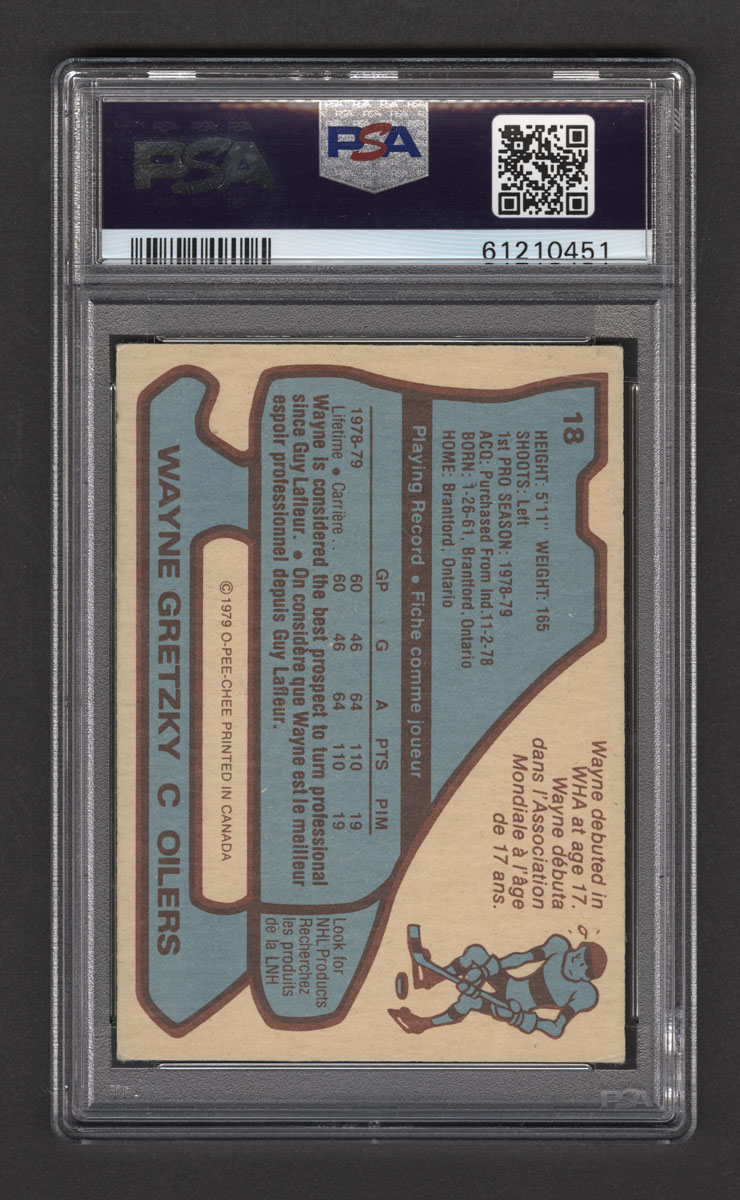 PSA
PSA
61210451
18
HEIGHT: 5'11" WEIGHT: 165
SHOOTS: Left
1st PRO SEASON: 1978-79
ACQ: Purchased From Ind.11-2-78
BORN: 1-26-61, Brantford Ontario
HOME: Brantford, Ontario
Wayne debuted in
WHA at age 17.
Wayne débuta
dans l'Association
Mondiale à l'âge
de 17 ans.
Playing Record • Fiche comme joueur
GP G A PTS PIM
1978-79 60 46 64 110 19
Lifetime • Carrière . . 60 46 64 110 19
Wayne is considered the best prospect to turn professional
since Guy Lafleur. • On considère que Wayne est le meilleur
espoir professionnel depuis Guy Lafleur.
Look for
NHL Products
Recherchez
les produits
de la LNH
©1979 O-PEE-CHEE PRINTED IN CANADA
WAYNE GRETZKY C OILERS
PSA